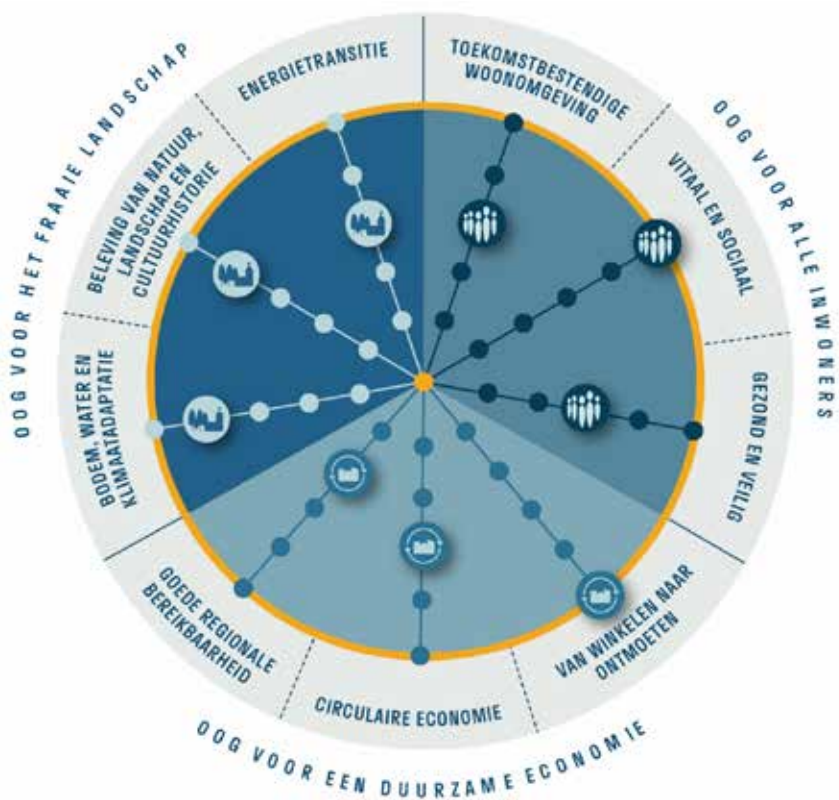 OOG VOOR HET FRAAIE LANDSCHAP
ENERGIETRANSITIE
BELEVING VAN NATUUR,
LANDSCHAP EN
CULTUURHISTORIE
BODEM, WATER EN
KLIMAATADAPTATIE
OOG VOOR ALLE INWONERS
TOEKOMSTBESTENDIGE
WOONOMGEVING
VITAAL EN SOCIAAL
GEZOND EN VEILIG
OOG VOOR EEN DUURZAME ECONOMIE
GOEDE REGIONALE
BEREIKBAARHEID
CIRCULAIRE ECONOMIE
VAN WINKELEN NAAR
ONTMOETEN